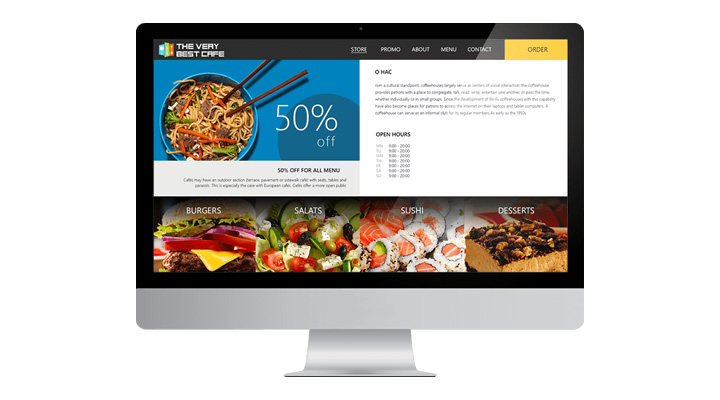 THE VERY
BEST CAFE
STORE PROMO ABOUT MENU CONTACT ORDER
50%
off
50% OFF FOR ALL MENU
Cafés may have an outdoor section (terrace, pavement or sidewalk café) with seats, tables and
parasols. This is especially the case with European cafés. Cafés offer a more open public
O HAC
rom a cultural standpoint, coffeehouses largely serve as centers of social interaction: the coffeehouse
provides patrons with a place to congregate, talk, read, write, entertain one another, or pass the time,
whether individually or in small groups. Since the development of Wi-Fi, coffeehouses with this capability
have also become places for patrons to access the Internet on their laptops and tablet computers. A
coffeehouse can serve as an informal club for its regular members.As early as the 1950s
OPEN HOURS
MN 9:00 - 20:00
TU 9:00 - 20:00
WN 9:00 - 20:00
TH 9:00 - 20:00
FR 9:00 - 20:00
SA 9:00 - 20:00
SU 9:00 - 20:00
BURGERS SALATS SUSHI DESSERTS